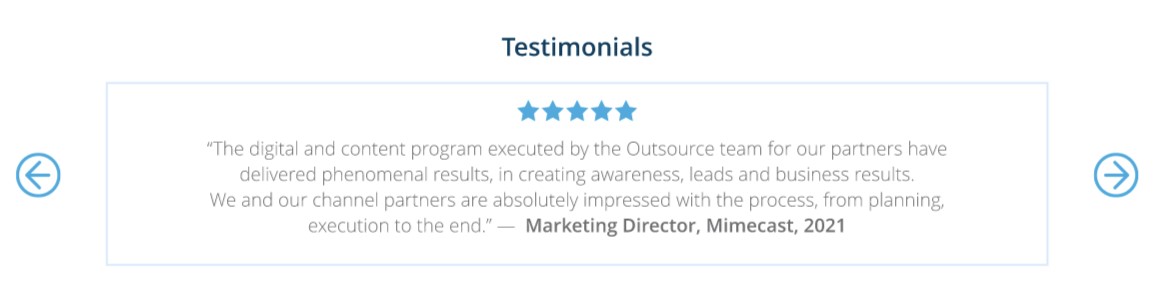 Testimonials
“The digital and content program executed by the Outsource team for our partners have
delivered phenomenal results, in creating awareness, leads and business results.
We and our channel partners are absolutely impressed with the process, from planning,
execution to the end.” — Marketing Director, Mimecast, 2021